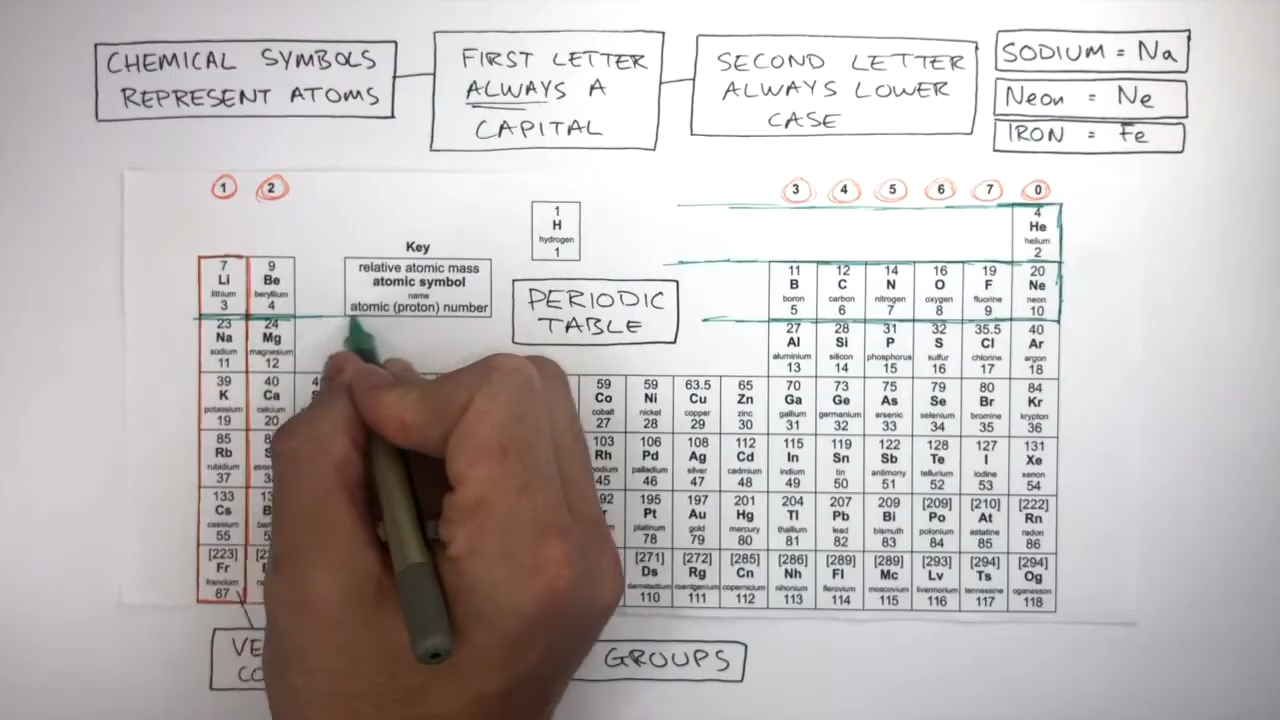 CHEMICAL SYMBOLS
REPRESENT ATOMS
FIRST LETTER
ALWAYS A
CAPITAL
SECOND LETTER
ALWAYS LOWER
CASE
SODIUM = Na
Neon = Ne
IRON = Fe
1 2 3 4 5 6 7 0
1 4
H He
hydrogen helium
1 2
Key
relative atomic mass
atomic symbol
name
atomic (proton) number
PERIODIC
TABLE
7 9 11 12 14 16 19 20
Li Be B C N O F Ne
lithium beryllium boron carbon nitrogen oxygen fluorine neon
3 4 5 6 7 8 9 10
23 24 27 28 31 32 35.5 40
Na Mg Al Si P S Cl Ar
sodium magnesium aluminium silicon phosphorus sulfur chlorine argon
11 12 13 14 15 16 17 18
39 40 59 59 63.5 65 70 73 75 79 80 84
K Ca Co Ni Cu Zn Ga Ge As Se Br Kr
potassium calcium cobalt nickel copper zinc gallium germanium arsenic selenium bromine krypton
19 20 27 28 29 30 31 32 33 34 35 36
85 103 106 108 112 115 119 122 128 127 131
Rb Rh Pd Ag Cd In Sn Sb Te I Xe
rubidium palladium silver cadmium indium tin antimony tellurium iodine xenon
37 45 46 47 48 49 50 51 52 53 54
133 195 197 201 204 207 209 [209] [210] [222]
Cs Pt Au Hg Tl Pb Bi Po At Rn
caesium platinum gold mercury thallium lead bismuth polonium astatine radon
55 78 79 80 81 82 83 84 85 86
[223] [271] [272] [285] [286] [289] [289] [293] [294] [294]
Fr Ds Rg Cn Nh Fl Mc Lv Ts Og
francium darmstadtium roentgenium copernicium nihonium flerovium moscovium livermorium tennessine oganesson
87 110 111 112 113 114 115 116 117 118
GROUPS